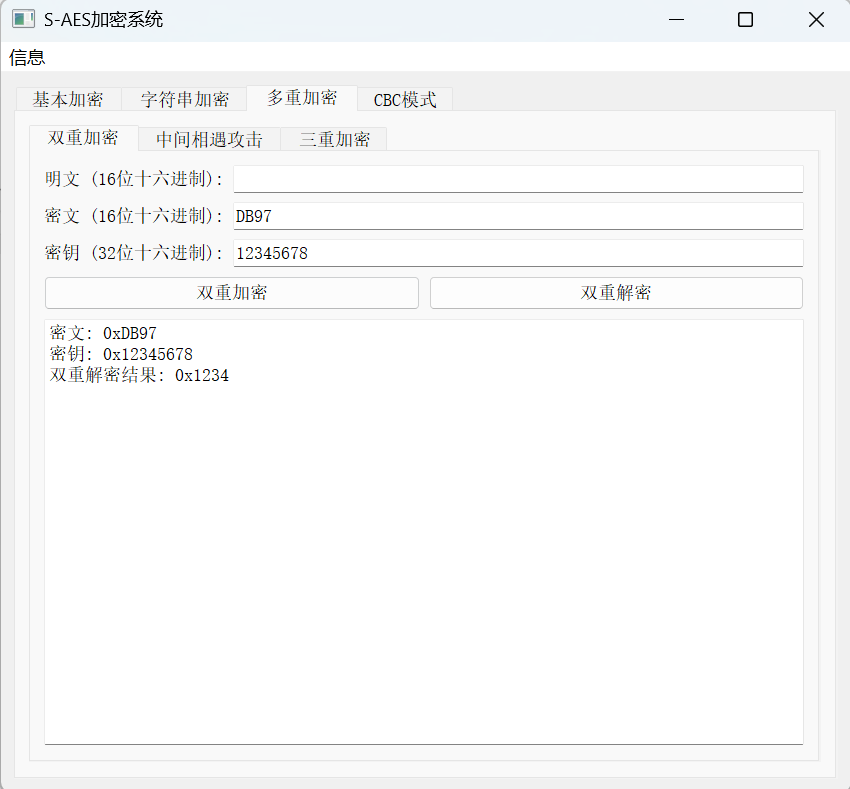 S-AES加密系统
信息
基本加密 字符串加密 多重加密 CBC模式
双重加密 中间相遇攻击 三重加密
明文 (16位十六进制):
密文 (16位十六进制): DB97
密钥 (32位十六进制): 12345678
双重加密 双重解密
密文: 0xDB97
密钥: 0x12345678
双重解密结果: 0x1234